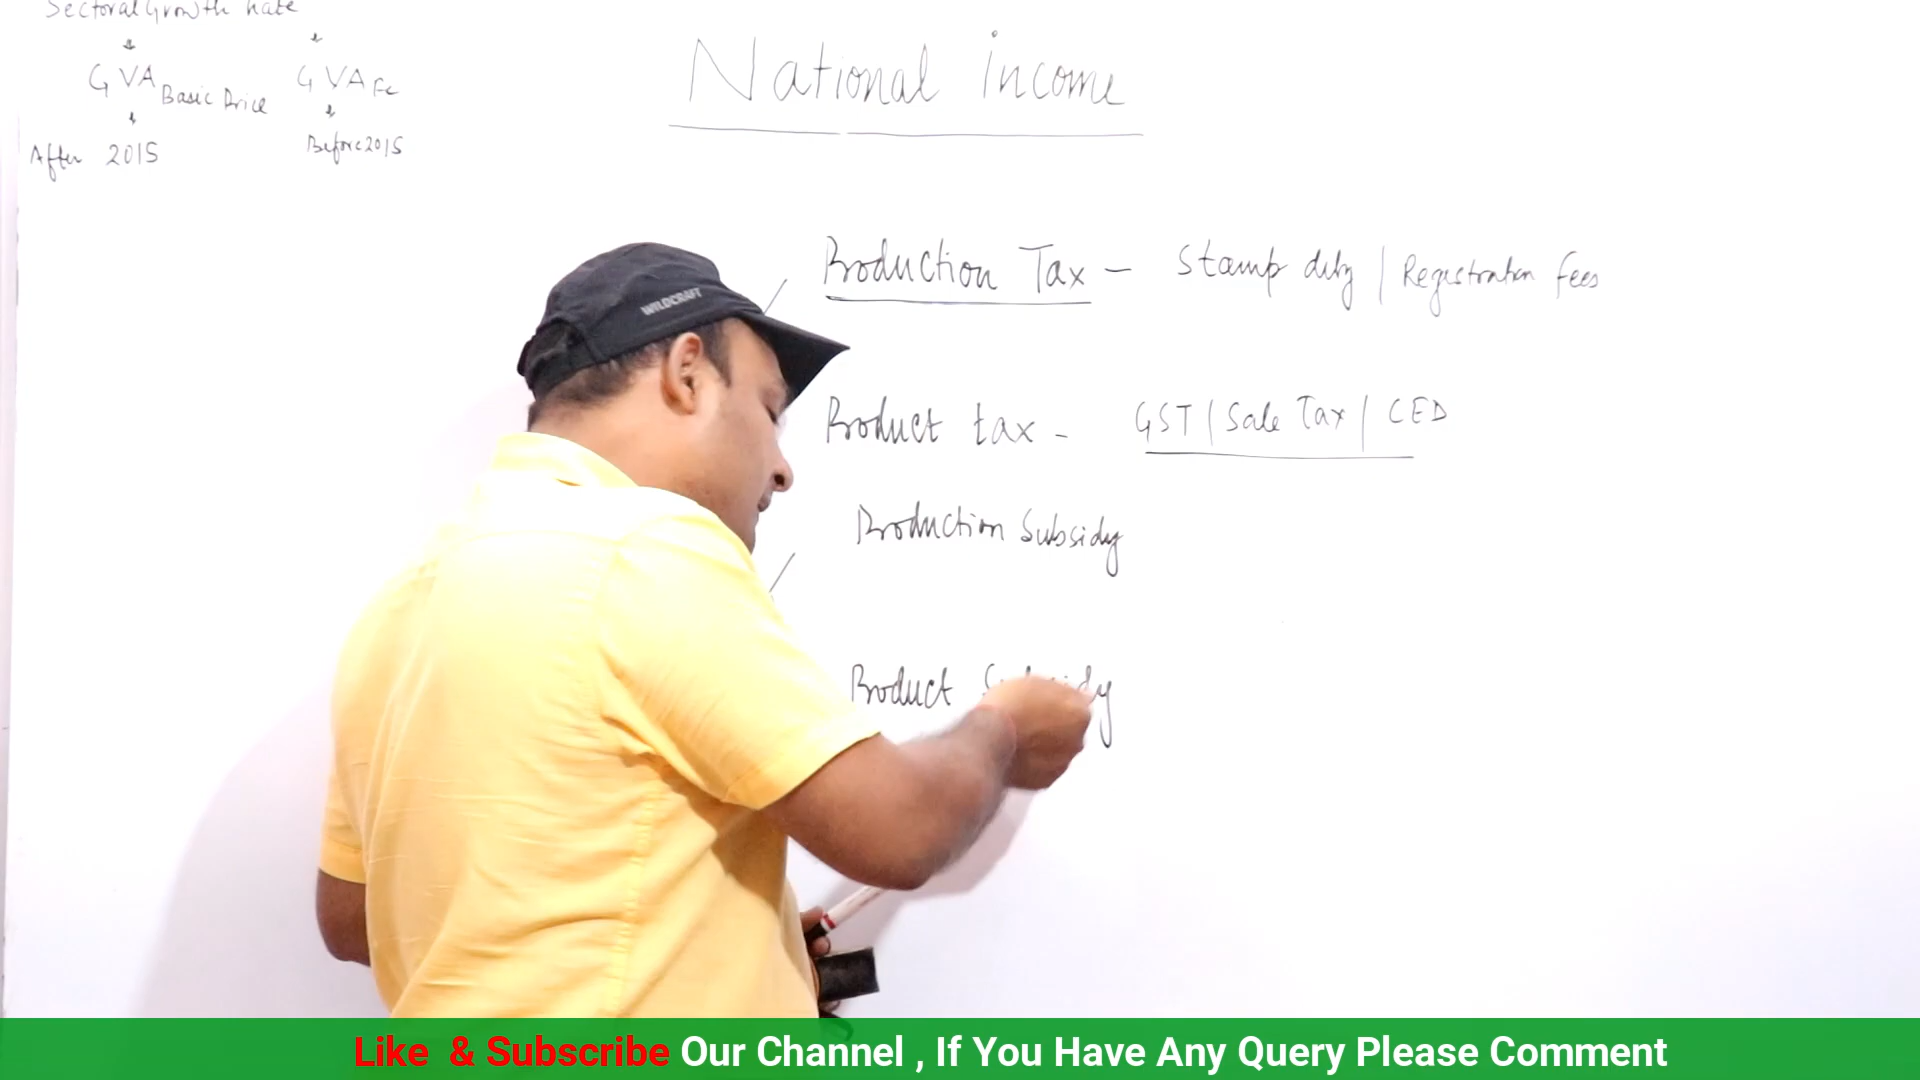 Sectoral Growth Rate
GVA Basic Price
GVA FC
After 2015
Before 2015
National income
Production Tax - Stamp duty | Registration fees
Product tax - GST | Sale Tax | CED
Production Subsidy
Product Subsidy
WILDCRAFT
Like & Subscribe Our Channel , If You Have Any Query Please Comment